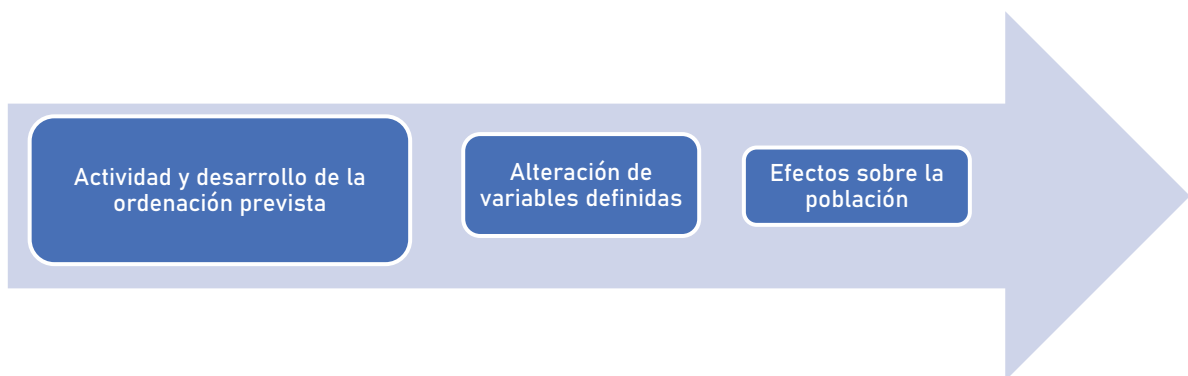 Actividad y desarrollo de la
ordenación prevista
Alteración de
variables definidas
Efectos sobre la
población